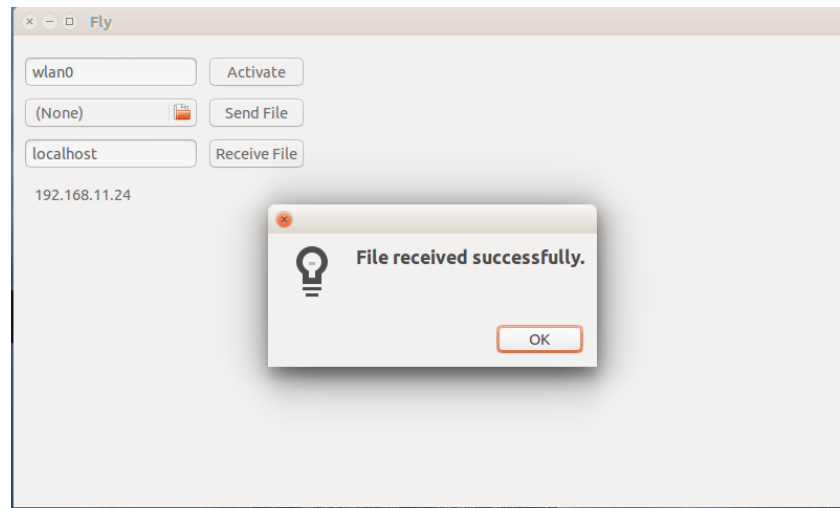 Fly
wlan0
Activate
(None)
Send File
localhost
Receive File
192.168.11.24
File received successfully.
OK